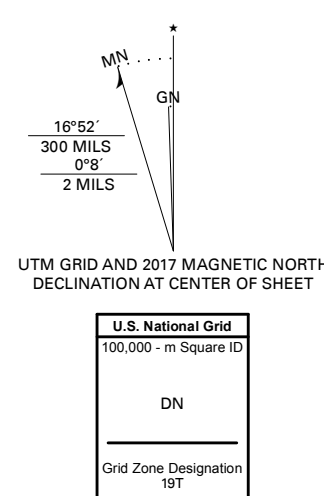 ★
MN
GN
16°52´
300 MILS
0°8´
2 MILS
UTM GRID AND 2017 MAGNETIC NORTH
DECLINATION AT CENTER OF SHEET
U.S. National Grid
100,000 - m Square ID
DN
Grid Zone Designation
19T